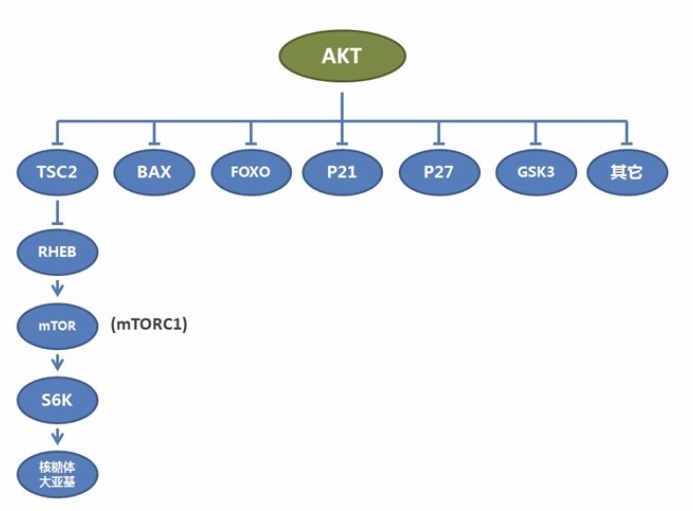 AKT
TSC2
BAX
FOXO
P21
P27
GSK3
其它
RHEB
mTOR
(mTORC1)
S6K
核糖体
大亚基